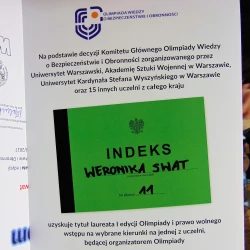 OLIMPIADA WIEDZY
O BEZPIECZEŃSTWIE I OBRONNOŚCI
Na podstawie decyzji Komitetu Głównego Olimpiady Wiedzy
o Bezpieczeństwie i Obronności zorganizowanego przez
Uniwersytet Warszawski, Akademię Sztuki Wojennej w Warszawie,
Uniwersytet Kardynała Stefana Wyszyńskiego w Warszawie
oraz 15 innych uczelni z całego kraju
INDEKS
WERONIKA SWAT
11
uzyskuje tytuł laureata I edycji Olimpiady i prawo wolnego
wstępu na wybrane kierunki na jednej z uczelni,
będącej organizatorem Olimpiady